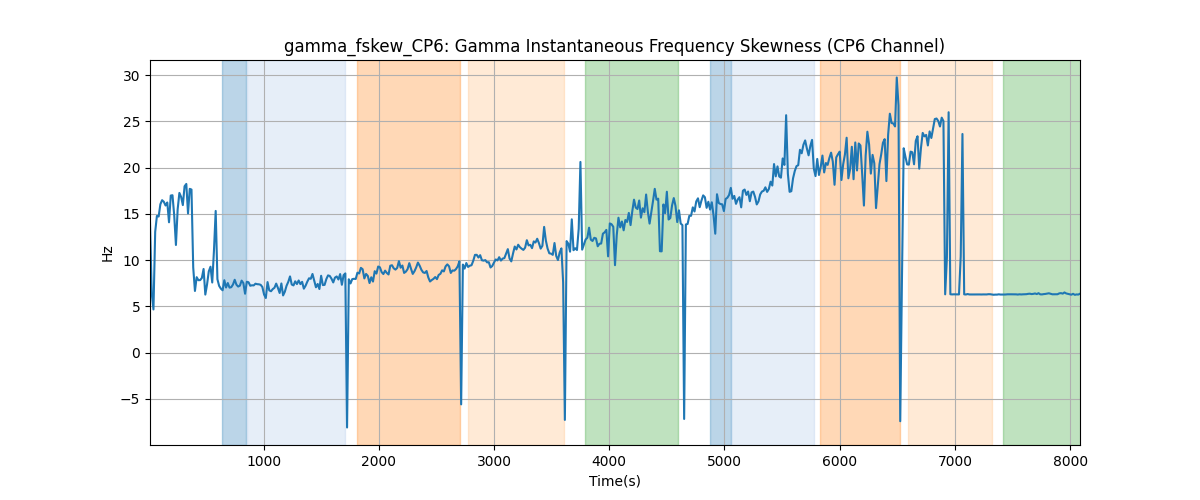 gamma_fskew_CP6: Gamma Instantaneous Frequency Skewness (CP6 Channel)
30
25
20
15
10
5
0
−5
Hz
1000 2000 3000 4000 5000 6000 7000 8000
Time(s)